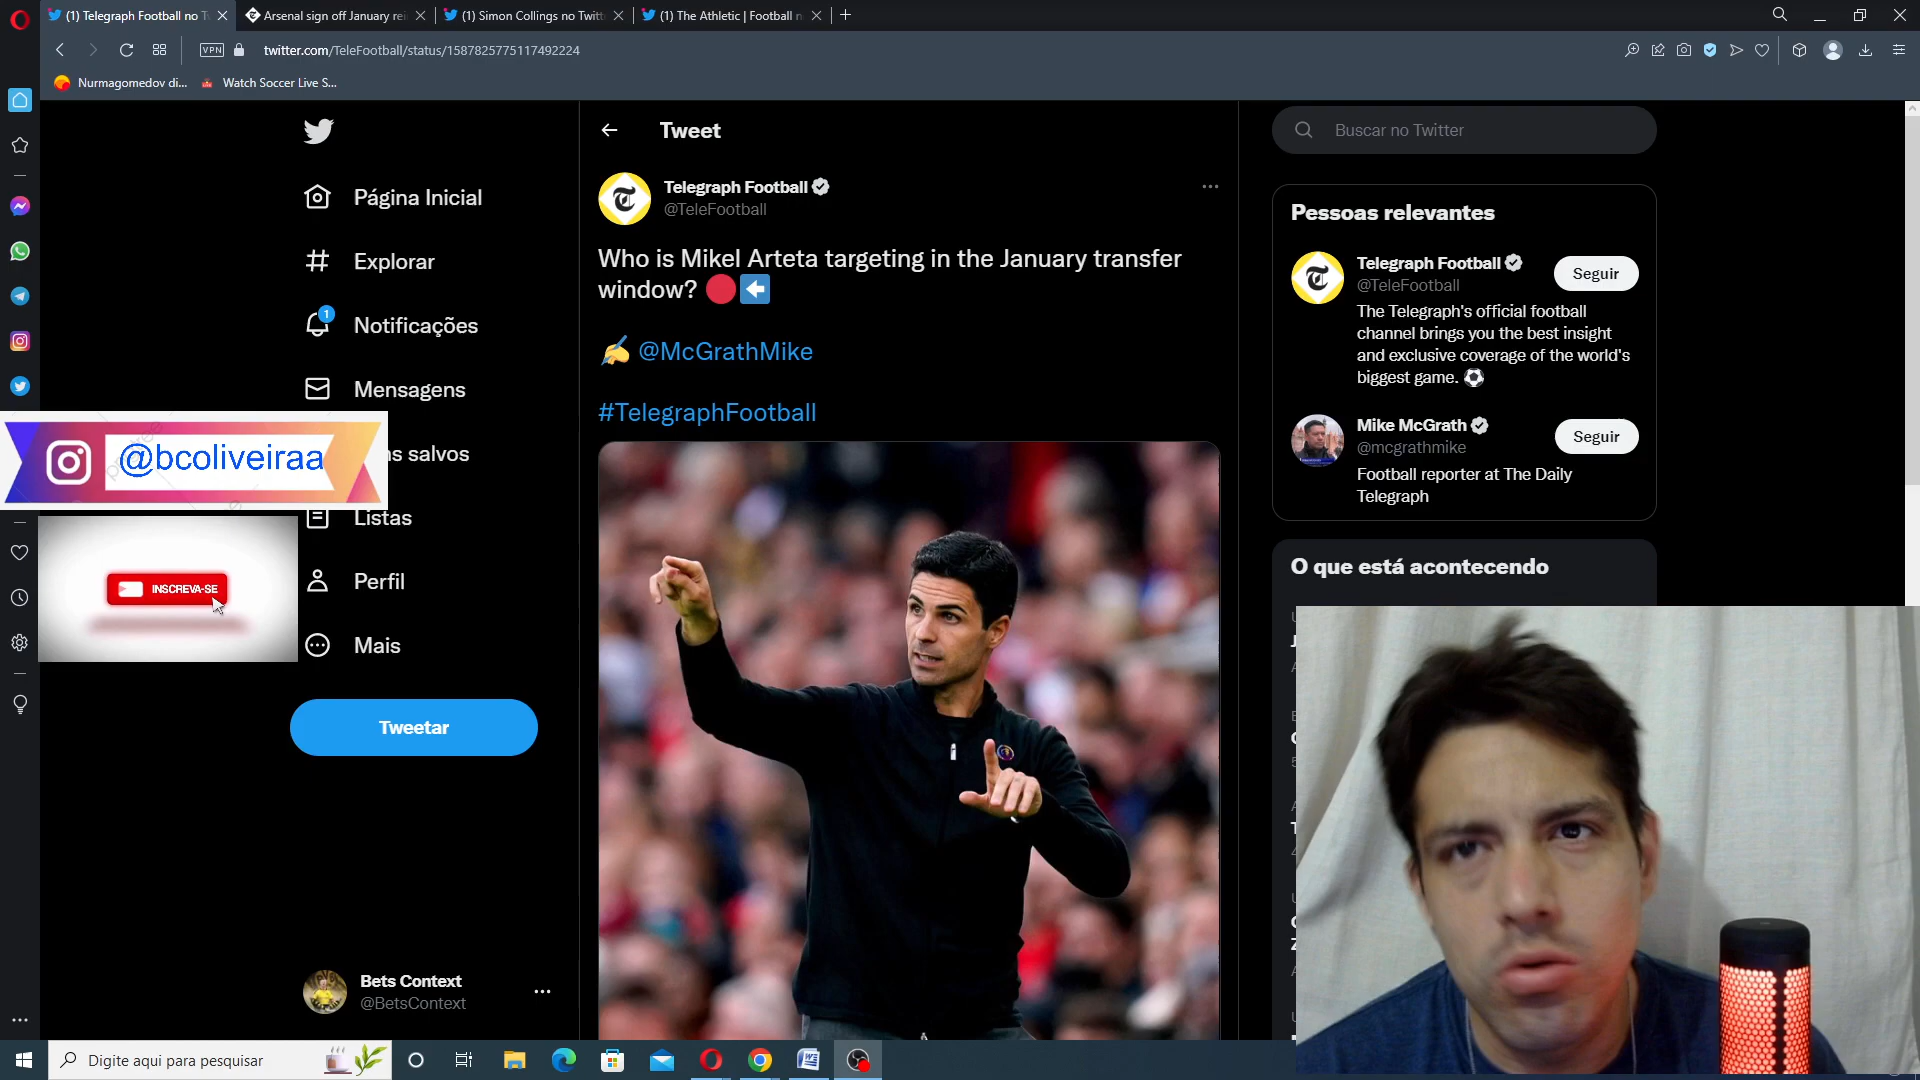 (1) Telegraph Football no T
Arsenal sign off January rei
(1) Simon Collings no Twitt
(1) The Athletic | Football n
VPN
twitter.com/TeleFootball/status/1587825775117492224
Nurmagomedov di...
Watch Soccer Live S...
Página Inicial
Explorar
1
Notificações
Mensagens
ns salvos
Listas
Perfil
Mais
Tweetar
Bets Context
@BetsContext
@bcoliveiraa
INSCREVA-SE
Tweet
Telegraph Football
@TeleFootball
Who is Mikel Arteta targeting in the January transfer
window? 🔴⬅️
✍️ @McGrathMike
#TelegraphFootball
Buscar no Twitter
Pessoas relevantes
Telegraph Football
@TeleFootball
Seguir
The Telegraph's official football
channel brings you the best insight
and exclusive coverage of the world's
biggest game. ⚽
Mike McGrath
@mcgrathmike
Seguir
Football reporter at The Daily
Telegraph
O que está acontecendo
Digite aqui para pesquisar